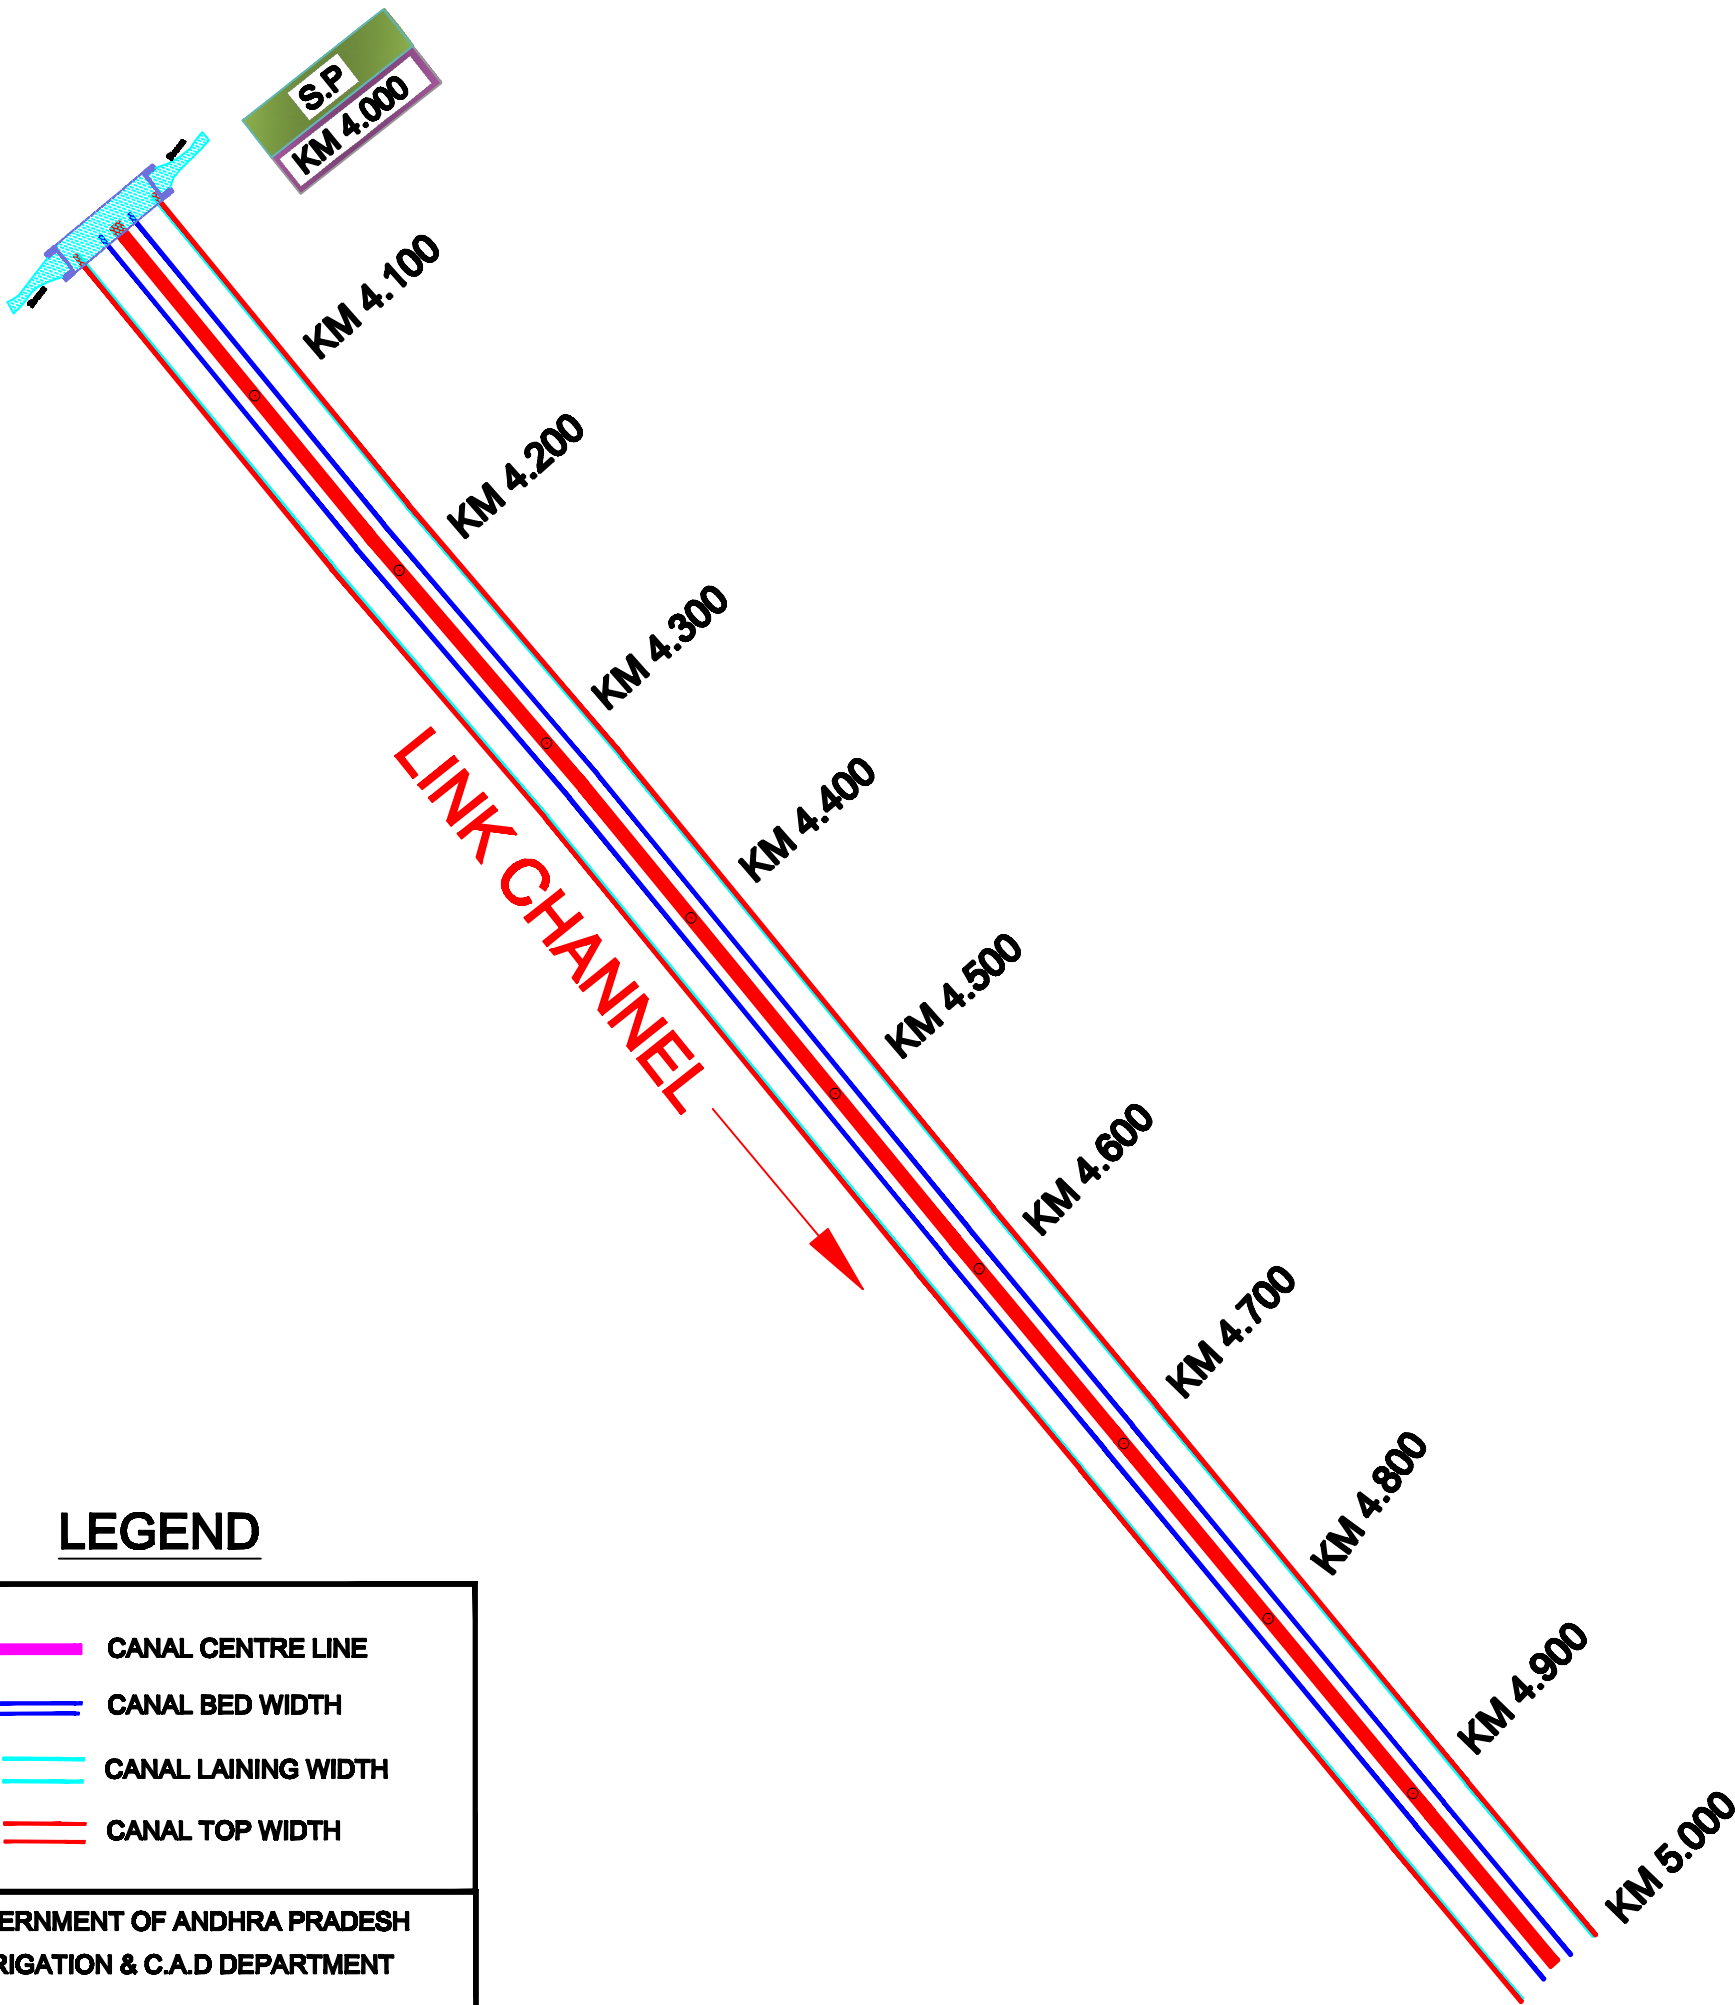 S.P
KM 4.000
KM 4.100
KM 4.200
KM 4.300
KM 4.400
KM 4.500
KM 4.600
KM 4.700
KM 4.800
KM 4.900
KM 5.000
LINK CHANNEL
LEGEND
CANAL CENTRE LINE
CANAL BED WIDTH
CANAL LAINING WIDTH
CANAL TOP WIDTH
ERNMENT OF ANDHRA PRADESH
RIGATION & C.A.D DEPARTMENT